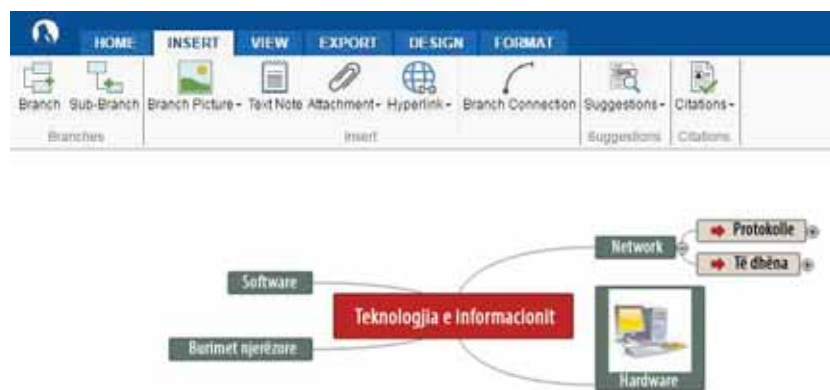 HOME INSERT VIEW EXPORT DESIGN FORMAT
Branch Sub-Branch Branch Picture Text Note Attachment Hyperlink Branch Connection Suggestions Citations
Branches Insert Suggestions Citations
Network
Protokolle
Të dhëna
Software
Teknologjia e informacionit
Burimet njerëzore
Hardware